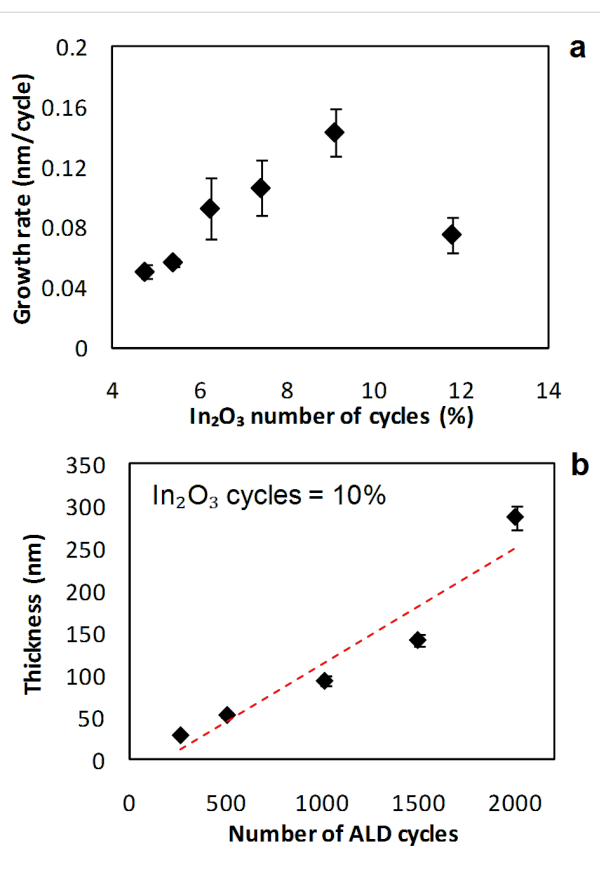 a
0.2
0.16
0.12
0.08
0.04
0
Growth rate (nm/cycle)
4 6 8 10 12 14
In₂O₃ number of cycles (%)
b
In₂O₃ cycles = 10%
350
300
250
200
150
100
50
0
Thickness (nm)
0 500 1000 1500 2000
Number of ALD cycles